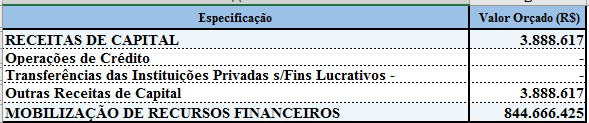 Especificação Valor Orçado (R$)
RECEITAS DE CAPITAL 3.888.617
Operações de Crédito -
Transferências das Instituições Privadas s/Fins Lucrativos - -
Outras Receitas de Capital 3.888.617
MOBILIZAÇÃO DE RECURSOS FINANCEIROS 844.666.425